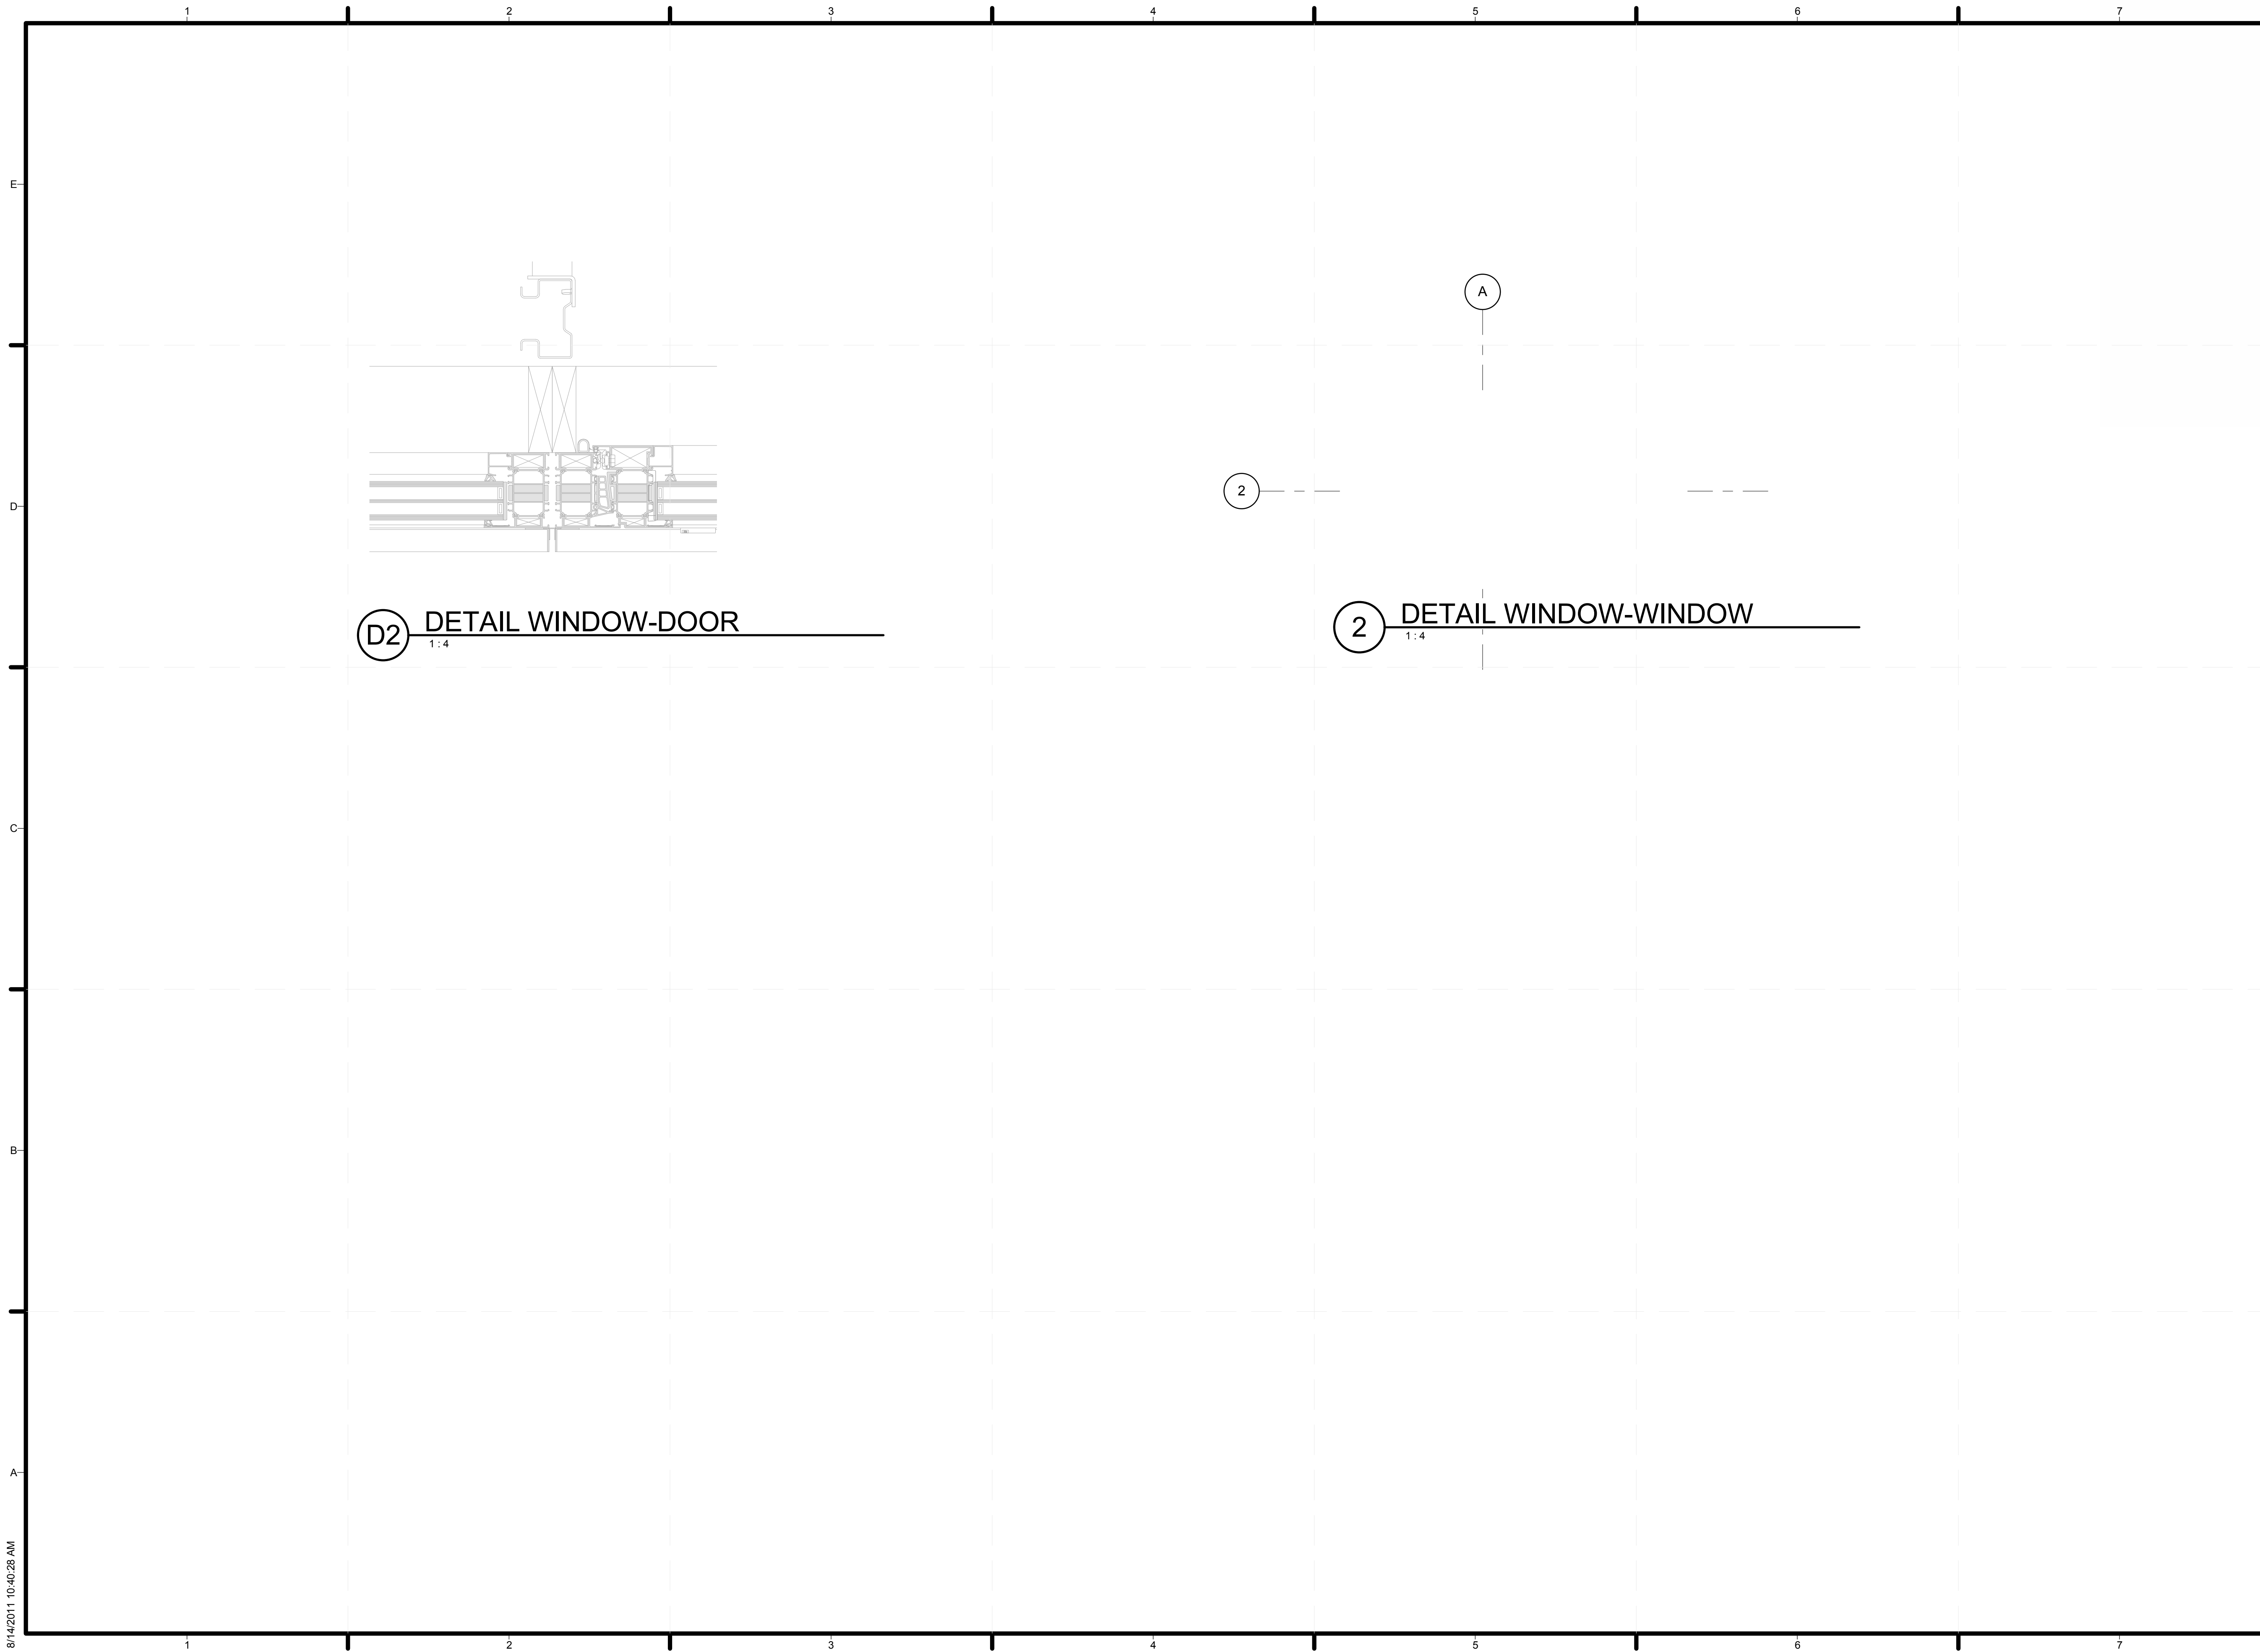 1 2 3 4 5 6 7
E
A
D
2
D2 DETAIL WINDOW-DOOR
1 : 4
2 DETAIL WINDOW-WINDOW
1 : 4
C
B
A
8/14/2011 10:40:28 AM
1 2 3 4 5 6 7